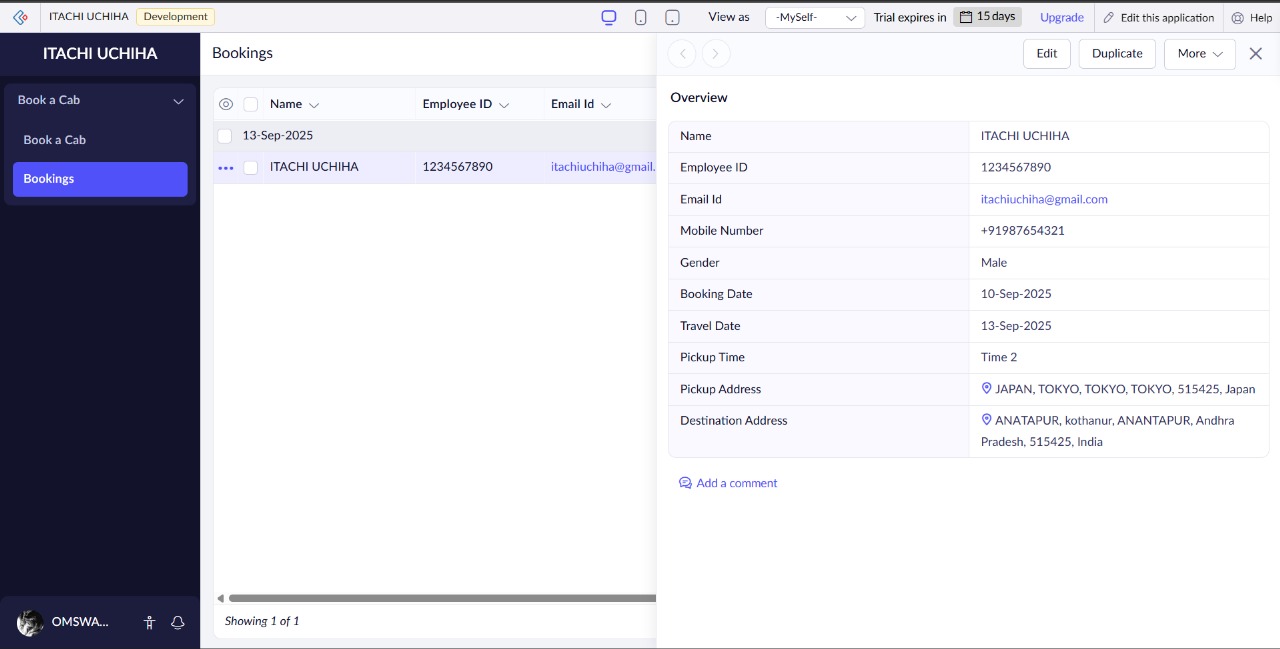 ITACHI UCHIHA Development View as -MySelf- Trial expires in 15 days Upgrade Edit this application Help
ITACHI UCHIHA
Book a Cab
Book a Cab
Bookings
OMSWA...
Bookings
Name Employee ID Email Id
13-Sep-2025
ITACHI UCHIHA 1234567890 itachiuchiha@gmail.
Showing 1 of 1
Edit Duplicate More
Overview
Name ITACHI UCHIHA
Employee ID 1234567890
Email Id itachiuchiha@gmail.com
Mobile Number +91987654321
Gender Male
Booking Date 10-Sep-2025
Travel Date 13-Sep-2025
Pickup Time Time 2
Pickup Address JAPAN, TOKYO, TOKYO, TOKYO, 515425, Japan
Destination Address ANATAPUR, kothanur, ANANTAPUR, Andhra
Pradesh, 515425, India
Add a comment